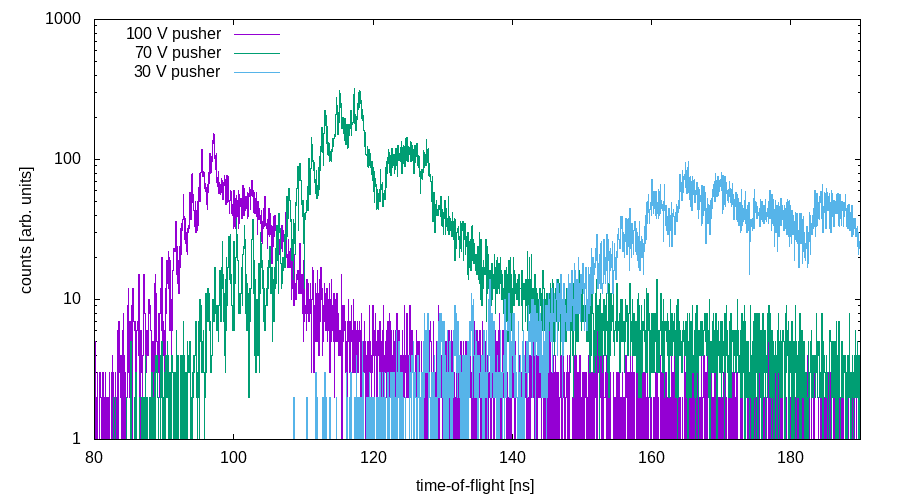 1000
100
10
1
counts [arb. units]
100 V pusher
70 V pusher
30 V pusher
80 100 120 140 160 180
time-of-flight [ns]